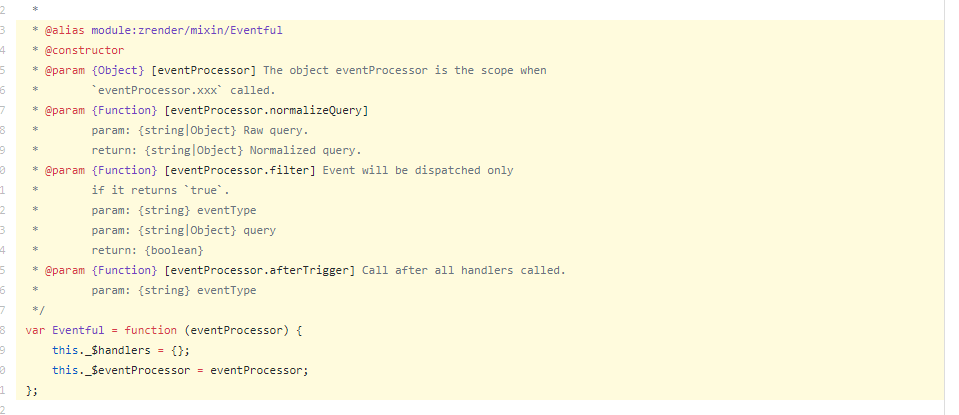 2 *
3 * @alias module:zrender/mixin/Eventful
4 * @constructor
5 * @param {Object} [eventProcessor] The object eventProcessor is the scope when
6 *        `eventProcessor.xxx` called.
7 * @param {Function} [eventProcessor.normalizeQuery]
8 *        param: {string|Object} Raw query.
9 *        return: {string|Object} Normalized query.
0 * @param {Function} [eventProcessor.filter] Event will be dispatched only
1 *        if it returns `true`.
2 *        param: {string} eventType
3 *        param: {string|Object} query
4 *        return: {boolean}
5 * @param {Function} [eventProcessor.afterTrigger] Call after all handlers called.
6 *        param: {string} eventType
7 */
8 var Eventful = function (eventProcessor) {
9     this._$handlers = {};
0     this._$eventProcessor = eventProcessor;
1 };
2